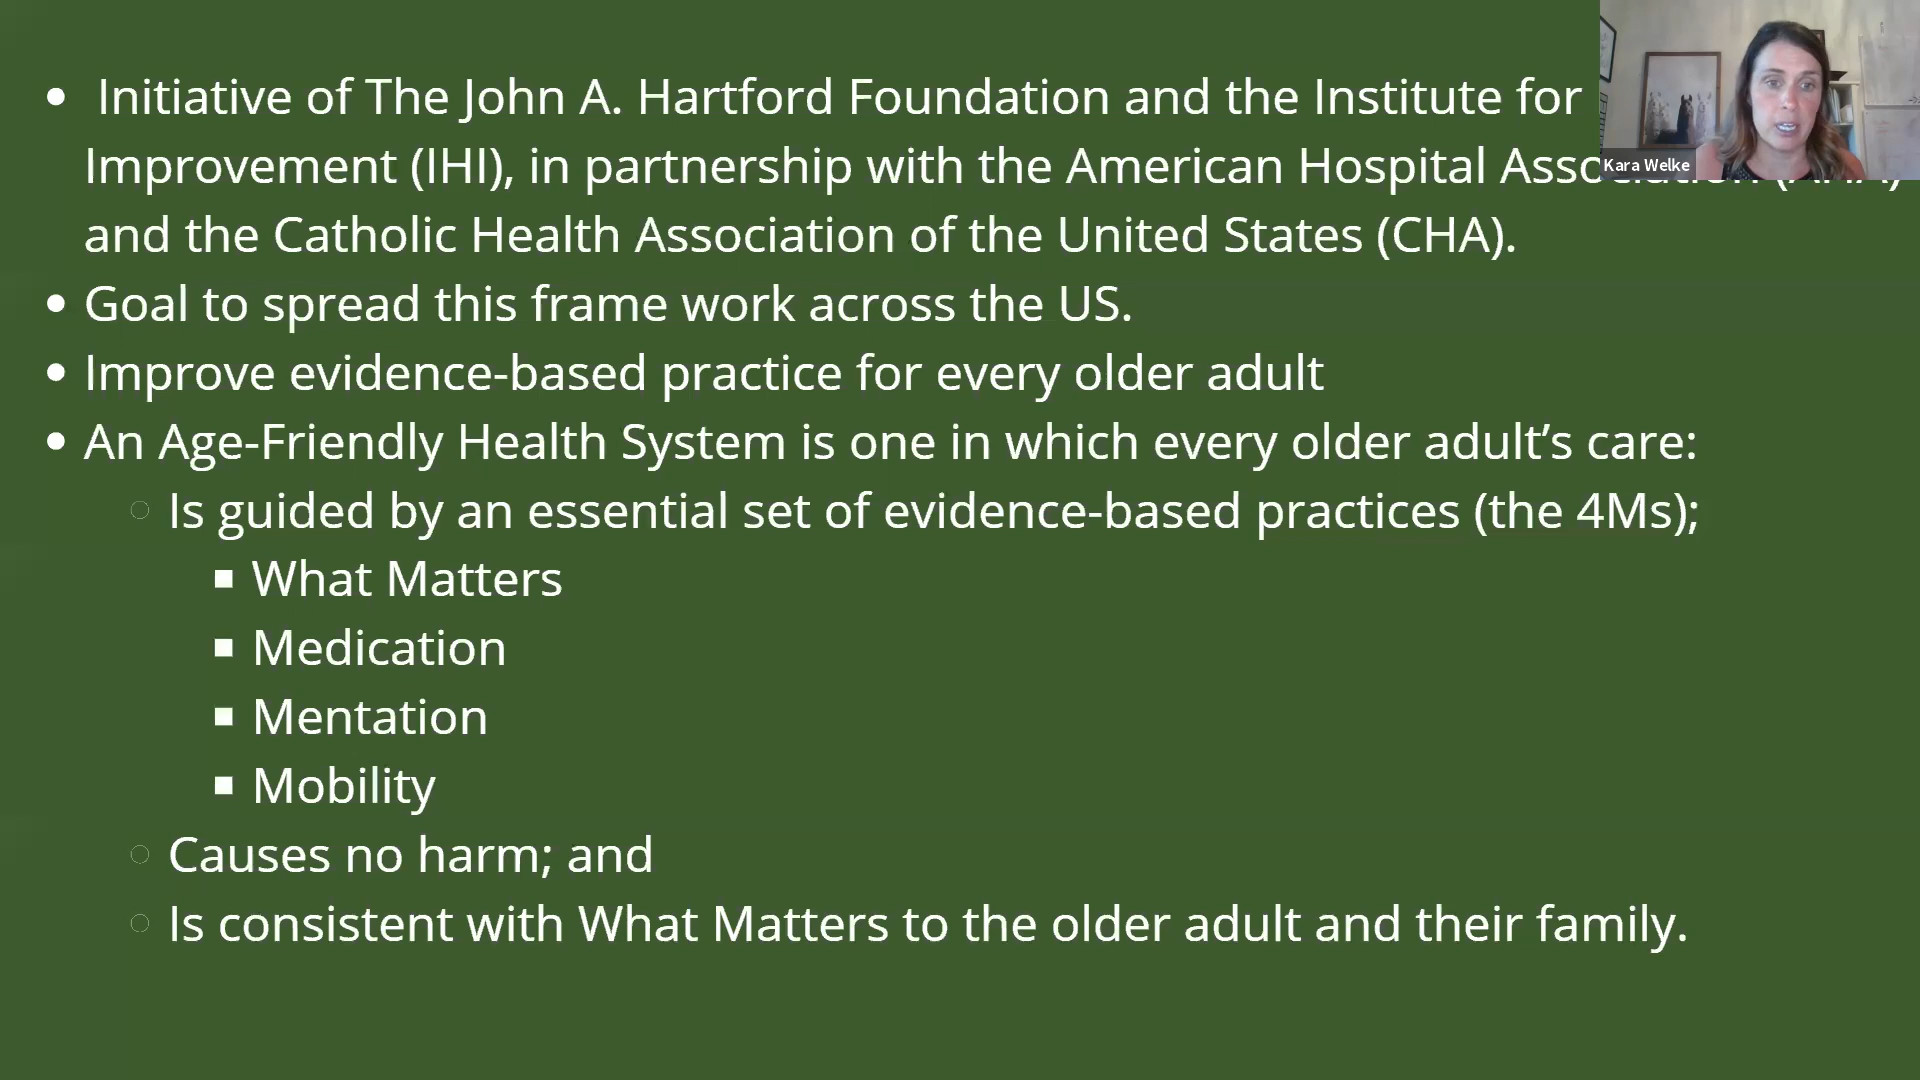 • Initiative of The John A. Hartford Foundation and the Institute for
Improvement (IHI), in partnership with the American Hospital
and the Catholic Health Association of the United States (CHA).
• Goal to spread this frame work across the US.
• Improve evidence-based practice for every older adult
• An Age-Friendly Health System is one in which every older adult’s care:
○ Is guided by an essential set of evidence-based practices (the 4Ms);
▪ What Matters
▪ Medication
▪ Mentation
▪ Mobility
○ Causes no harm; and
○ Is consistent with What Matters to the older adult and their family.
Kara Welke